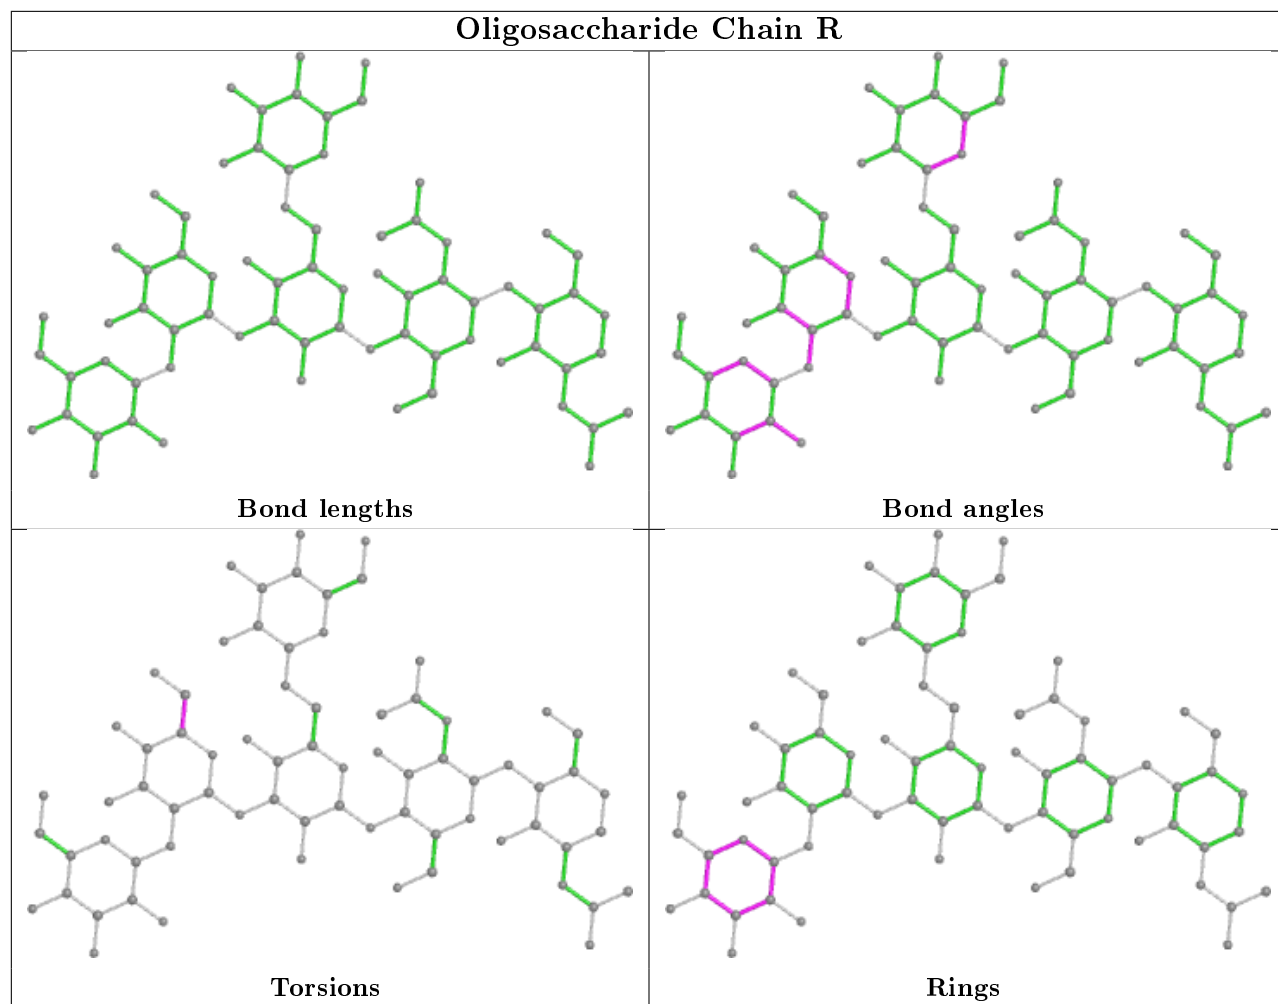 Oligosaccharide Chain R
Bond lengths
Bond angles
Torsions
Rings